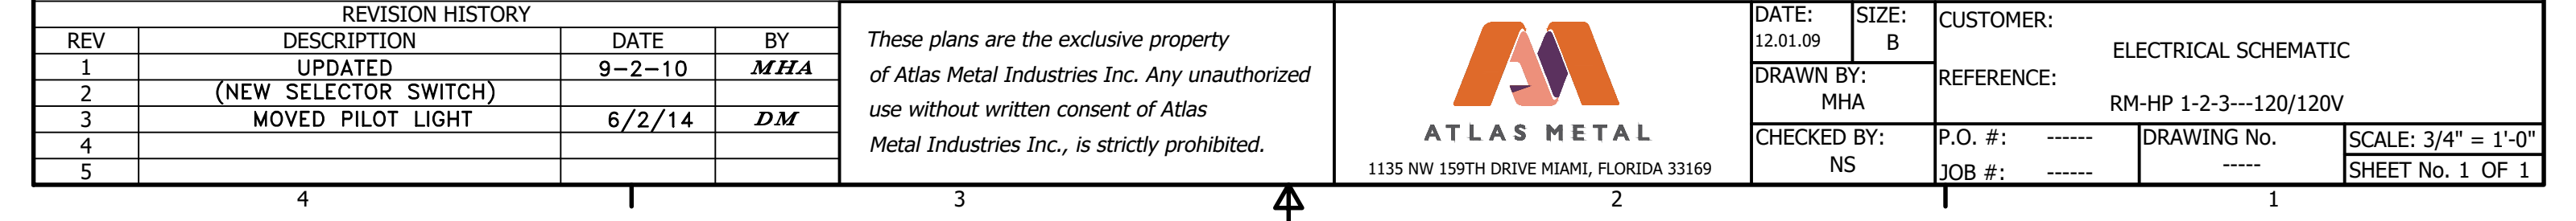 REVISION HISTORY
REV DESCRIPTION DATE BY
1 UPDATED 9-2-10 MHA
2 (NEW SELECTOR SWITCH)
3 MOVED PILOT LIGHT 6/2/14 DM
4
5
These plans are the exclusive property
of Atlas Metal Industries Inc. Any unauthorized
use without written consent of Atlas
Metal Industries Inc., is strictly prohibited.
ATLAS METAL
1135 NW 159TH DRIVE MIAMI, FLORIDA 33169
DATE:
12.01.09
SIZE:
B
DRAWN BY:
MHA
CHECKED BY:
NS
CUSTOMER:
ELECTRICAL SCHEMATIC
REFERENCE:
RM-HP 1-2-3---120/120V
P.O. #: ------
JOB #: ------
DRAWING No.
-----
SCALE: 3/4" = 1'-0"
SHEET No. 1 OF 1
4 3 2 1